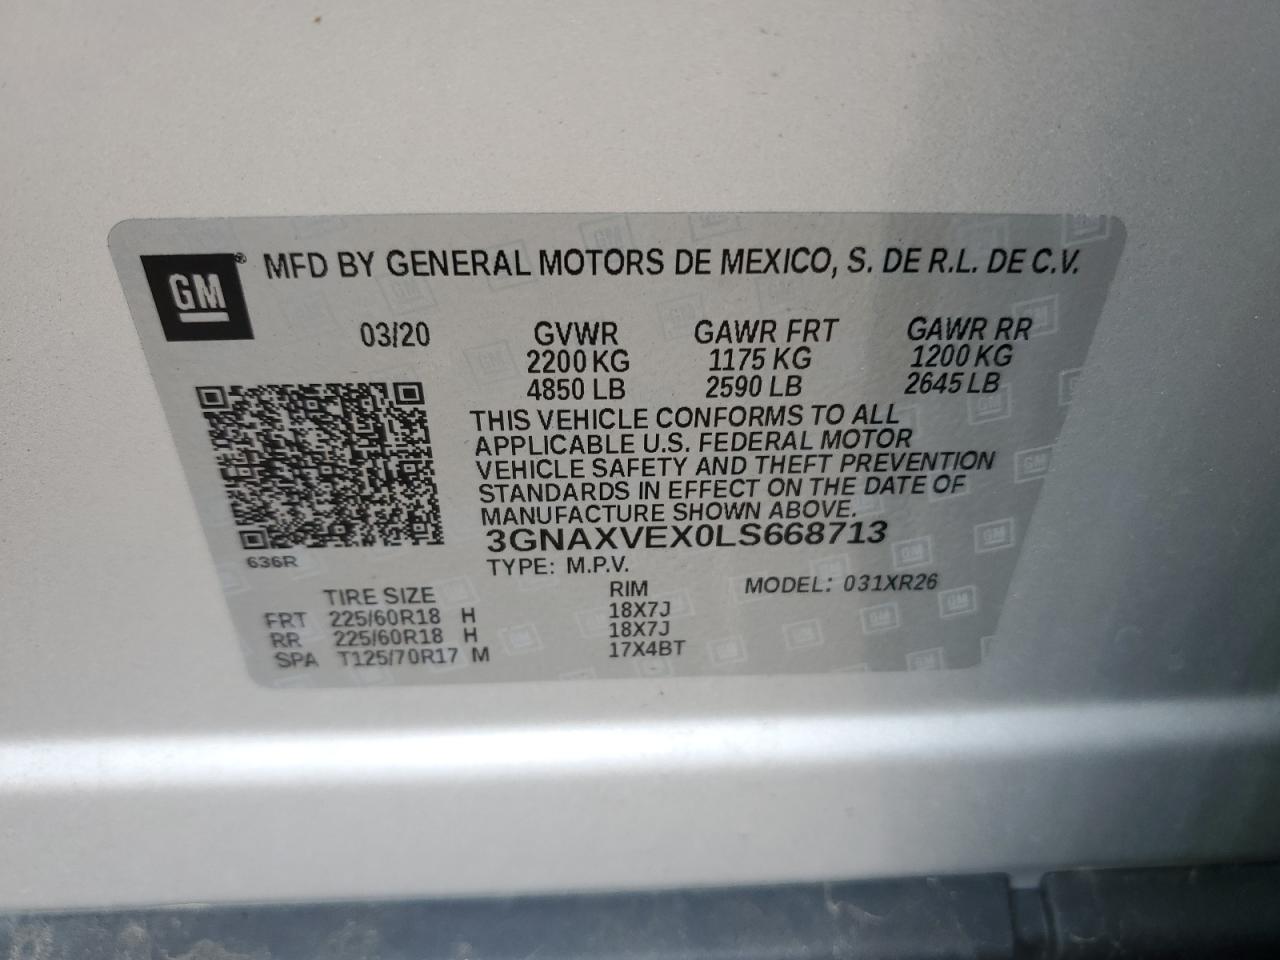 GM® MFD BY GENERAL MOTORS DE MEXICO, S. DE R.L. DE C.V.
03/20 GVWR GAWR FRT GAWR RR
2200 KG 1175 KG 1200 KG
4850 LB 2590 LB 2645 LB
THIS VEHICLE CONFORMS TO ALL
APPLICABLE U.S. FEDERAL MOTOR
VEHICLE SAFETY AND THEFT PREVENTION
STANDARDS IN EFFECT ON THE DATE OF
MANUFACTURE SHOWN ABOVE.
3GNAXVEX0LS668713
636R TYPE: M.P.V. MODEL: 031XR26
TIRE SIZE RIM
FRT 225/60R18 H 18X7J
RR 225/60R18 H 18X7J
SPA T125/70R17 M 17X4BT